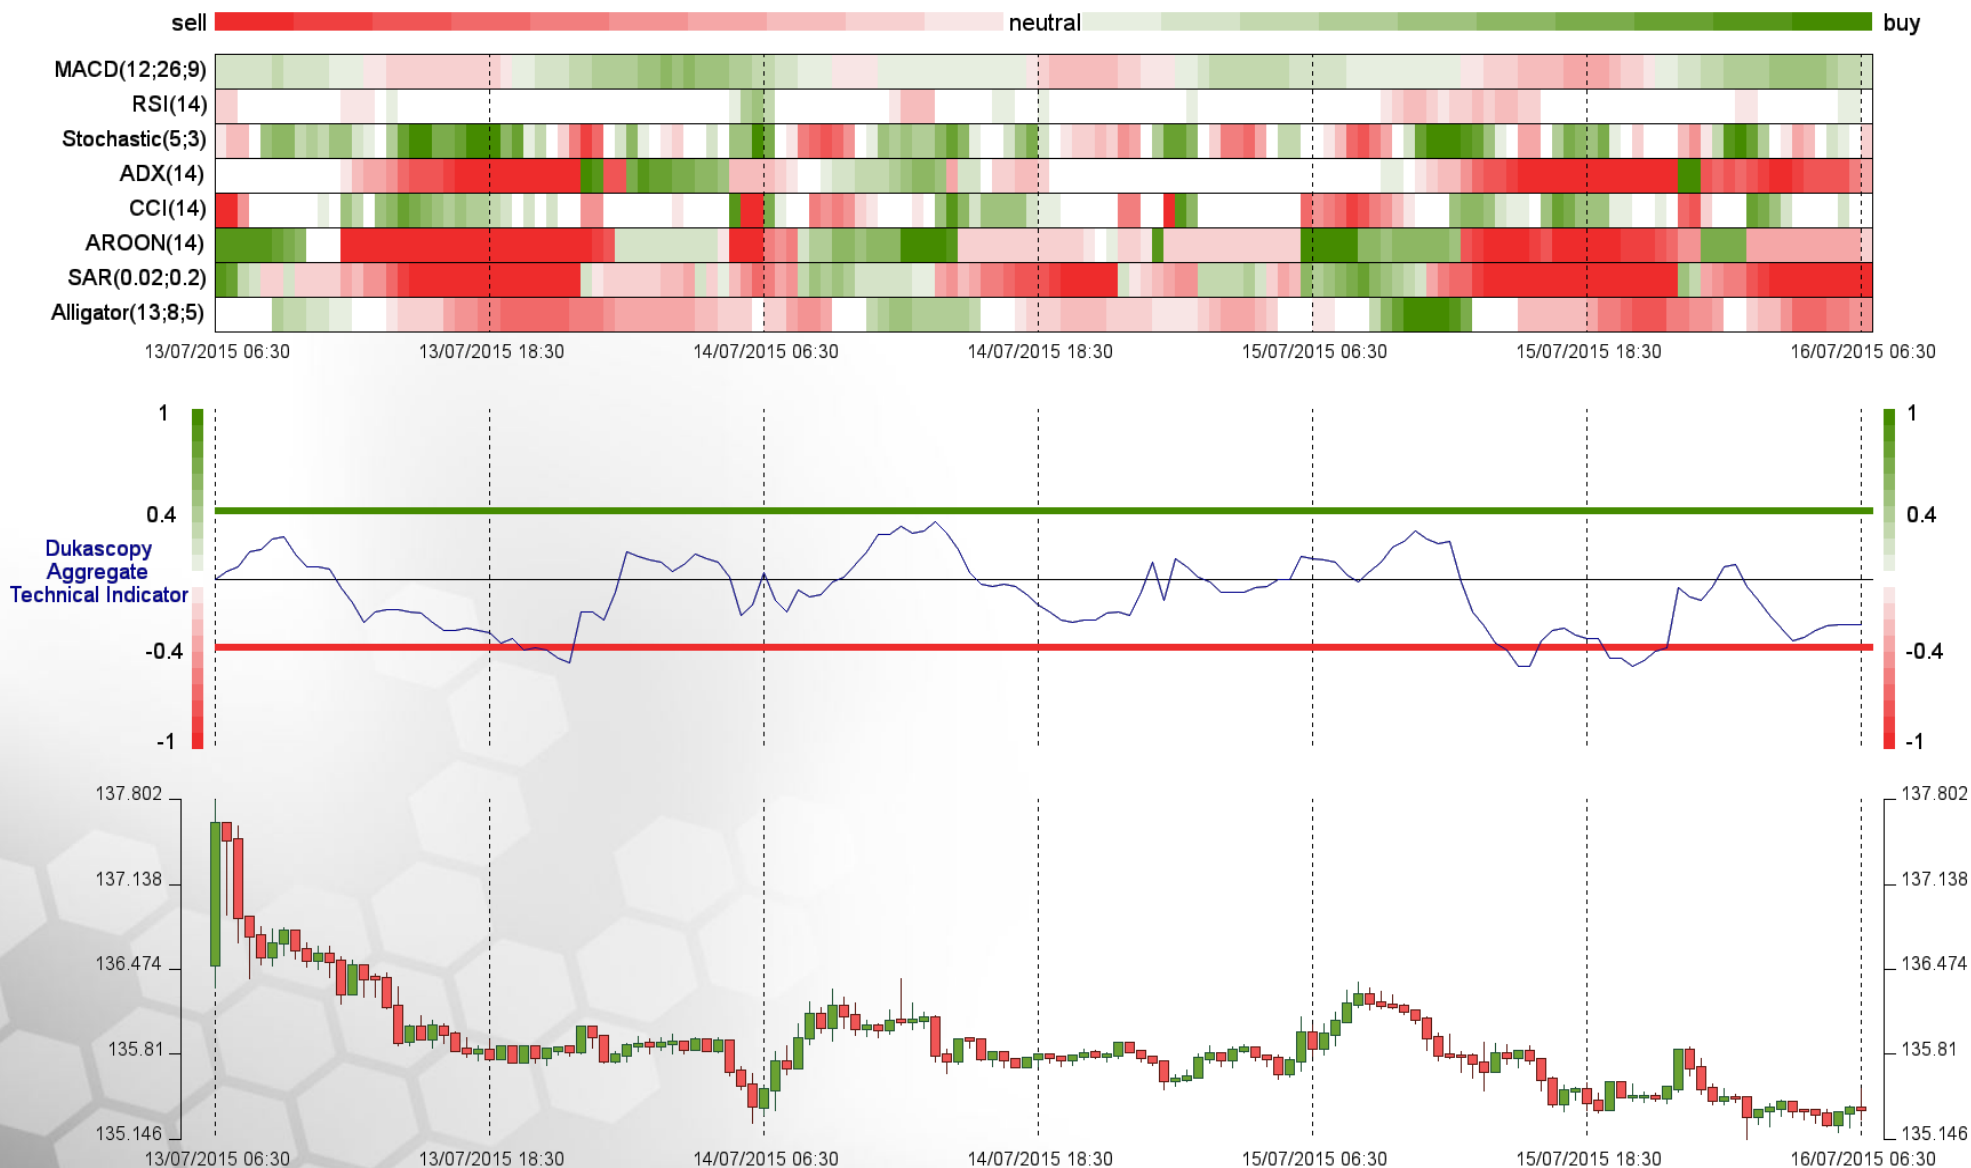 sell neutral buy
MACD(12;26;9)
RSI(14)
Stochastic(5;3)
ADX(14)
CCI(14)
AROON(14)
SAR(0.02;0.2)
Alligator(13;8;5)
13/07/2015 06:30 13/07/2015 18:30 14/07/2015 06:30 14/07/2015 18:30 15/07/2015 06:30 15/07/2015 18:30 16/07/2015 06:30
1 1
0.4 0.4
Dukascopy
Aggregate
Technical Indicator
-0.4 -0.4
-1 -1
137.802 137.802
137.138 137.138
136.474 136.474
135.81 135.81
135.146 135.146
13/07/2015 06:30 13/07/2015 18:30 14/07/2015 06:30 14/07/2015 18:30 15/07/2015 06:30 15/07/2015 18:30 16/07/2015 06:30